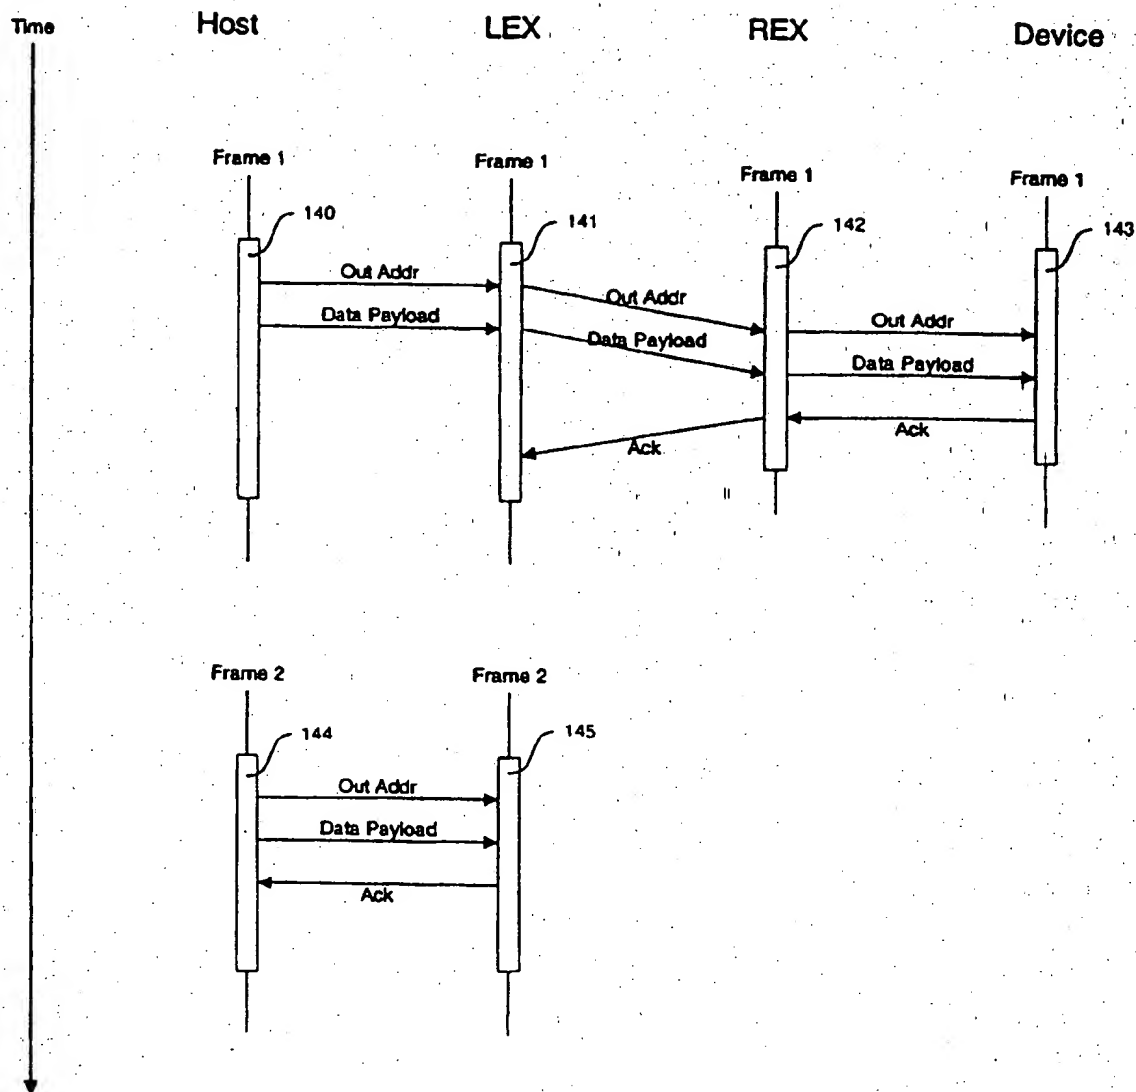 Time
Host
LEX
REX
Device
Frame 1
Frame 1
Frame 1
Frame 1
140
141
142
143
Out Addr
Out Addr
Out Addr
Data Payload
Data Payload
Data Payload
Ack
Ack
Frame 2
Frame 2
144
145
Out Addr
Data Payload
Ack